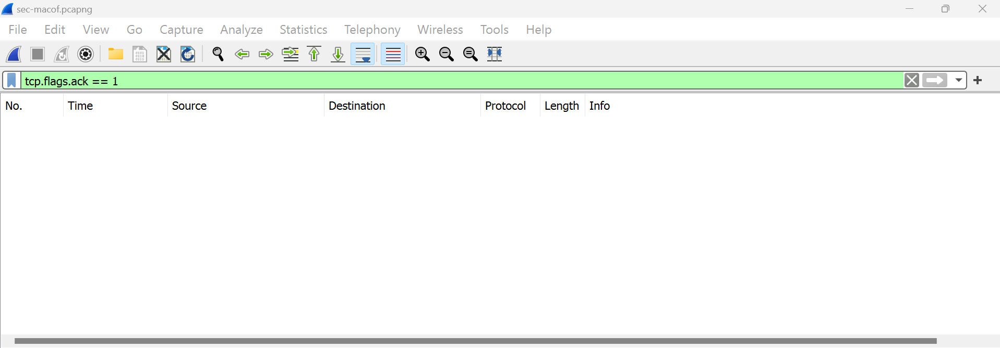 sec-macof.pcapng
File Edit View Go Capture Analyze Statistics Telephony Wireless Tools Help
tcp.flags.ack == 1
No. Time Source Destination Protocol Length Info